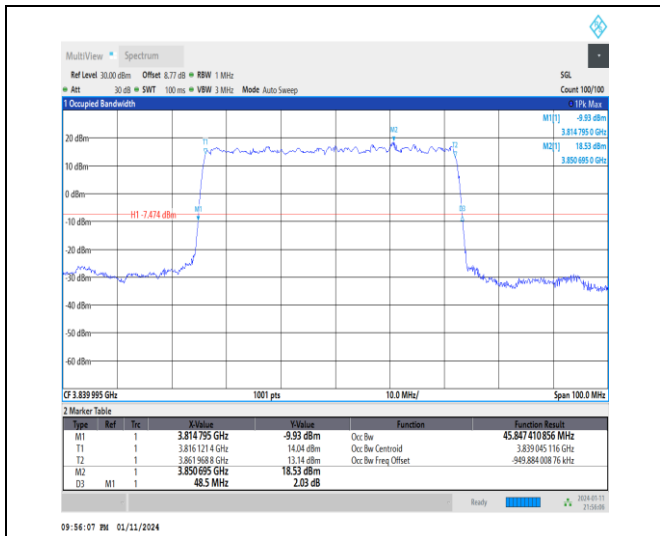 MultiView Spectrum
Ref Level 30.00 dBm Offset 8.77 dB RBW 1 MHz SGL
Att 30 dB SWT 100 ms VBW 3 MHz Mode Auto Sweep Count 100/100
1 Occupied Bandwidth 1Pk Max
M1[1] -9.93 dBm
3.814 795 0 GHz
M2[1] 18.53 dBm
3.850 695 0 GHz
M2
20 dBm
T1 T2
10 dBm
0 dBm
M1 D3
H1 -7.474 dBm
-10 dBm
-20 dBm
-30 dBm
-40 dBm
-50 dBm
-60 dBm
CF 3.839 995 GHz 1001 pts 10.0 MHz/ Span 100.0 MHz
2 Marker Table
Type Ref Trc X-Value Y-Value Function Function Result
M1 1 3.814 795 GHz -9.93 dBm Occ Bw 45.847 410 856 MHz
T1 1 3.816 121 4 GHz 14.04 dBm Occ Bw Centroid 3.839 045 116 GHz
T2 1 3.861 968 8 GHz 13.14 dBm Occ Bw Freq Offset -949.884 008 76 kHz
M2 1 3.850 695 GHz 18.53 dBm
D3 M1 1 48.5 MHz 2.03 dB
Ready 2024-01-11
21:56:06
09:56:07 PM 01/11/2024